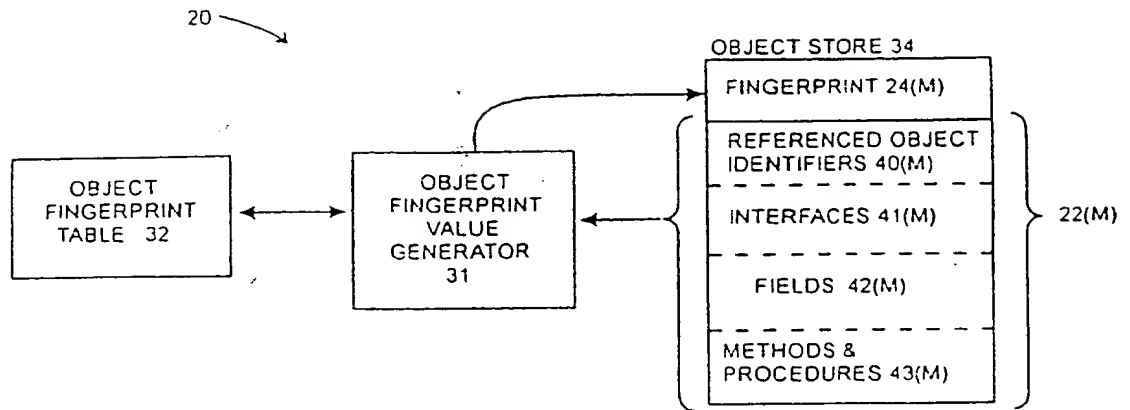 20
OBJECT STORE 34
FINGERPRINT 24(M)
REFERENCED OBJECT
IDENTIFIERS 40(M)
INTERFACES 41(M)
FIELDS 42(M)
METHODS &
PROCEDURES 43(M)
22(M)
OBJECT
FINGERPRINT
VALUE
GENERATOR
31
OBJECT
FINGERPRINT
TABLE 32